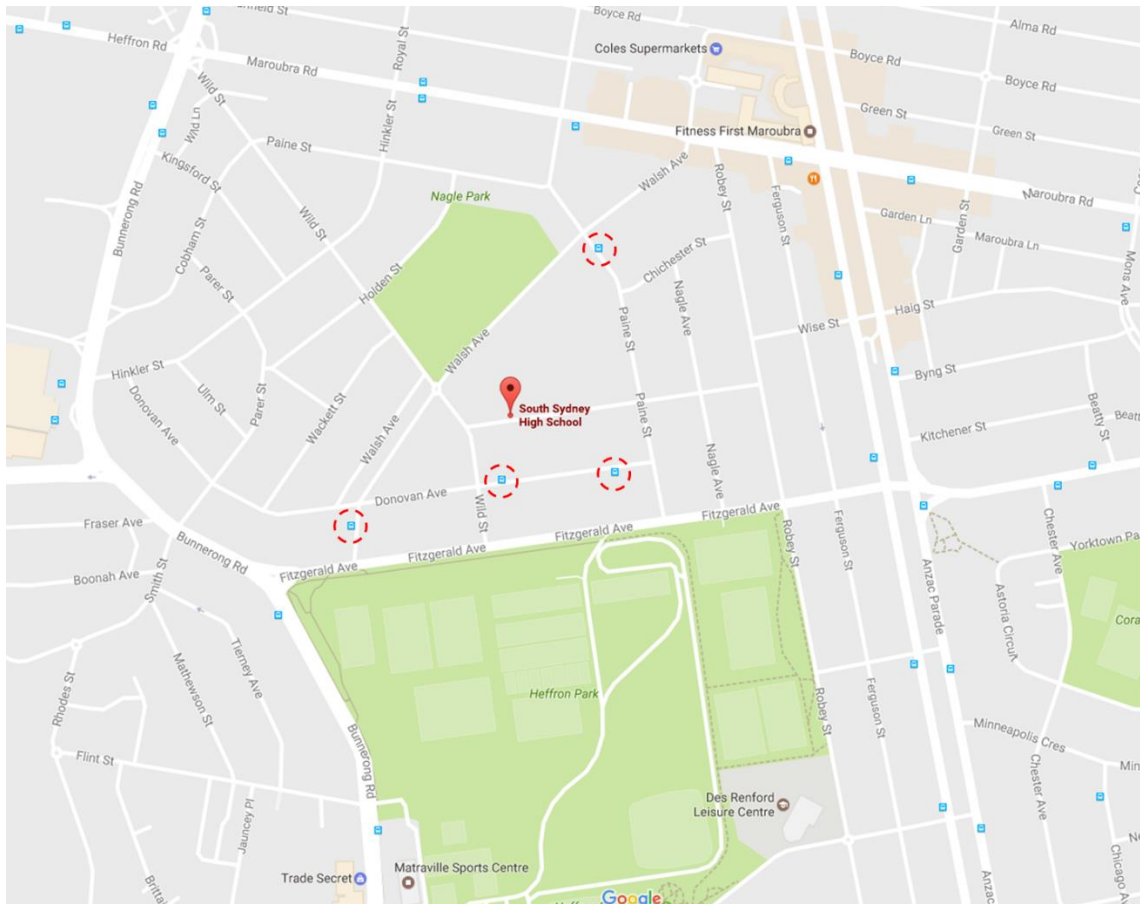 Boyce Rd
Alma Rd
Heffron Rd
Royal St
Coles Supermarkets
Boyce Rd
Boyce Rd
Maroubra Rd
Wild St
Hinkler St
Green St
Green St
Fitness First Maroubra
Paine St
Kingsford St
Walsh Ave
Robey St
Ferguson St
Maroubra Rd
Nagle Park
Garden Ln
Garden St
Maroubra Ln
Mons Ave
Bunnerong Rd
Wild St
Cobham St
Chichester St
Parer St
Holden St
Nagle Ave
Haig St
Wise St
Paine St
Walsh Ave
Hinkler St
Byng St
Ulm St
Donovan Ave
Parer St
Wackett St
South Sydney
High School
Paine St
Beatty St
Kitchener St
Walsh Ave
Nagle Ave
Donovan Ave
Wild St
Fraser Ave
Fitzgerald Ave
Fitzgerald Ave
Fitzgerald Ave
Fitzgerald Ave
Bunnerong Rd
Robey St
Ferguson St
Chester Ave
Boonah Ave
Smith St
Anzac Parade
Astoria Circuit
Tierney Ave
Mathewson St
Rhodes St
Heffron Park
Robey St
Ferguson St
Minneapolis Cres
Bunnerong Rd
Flint St
Chester Ave
Des Renford
Leisure Centre
Jauncey Pl
Matraville Sports Centre
Trade Secret
Google